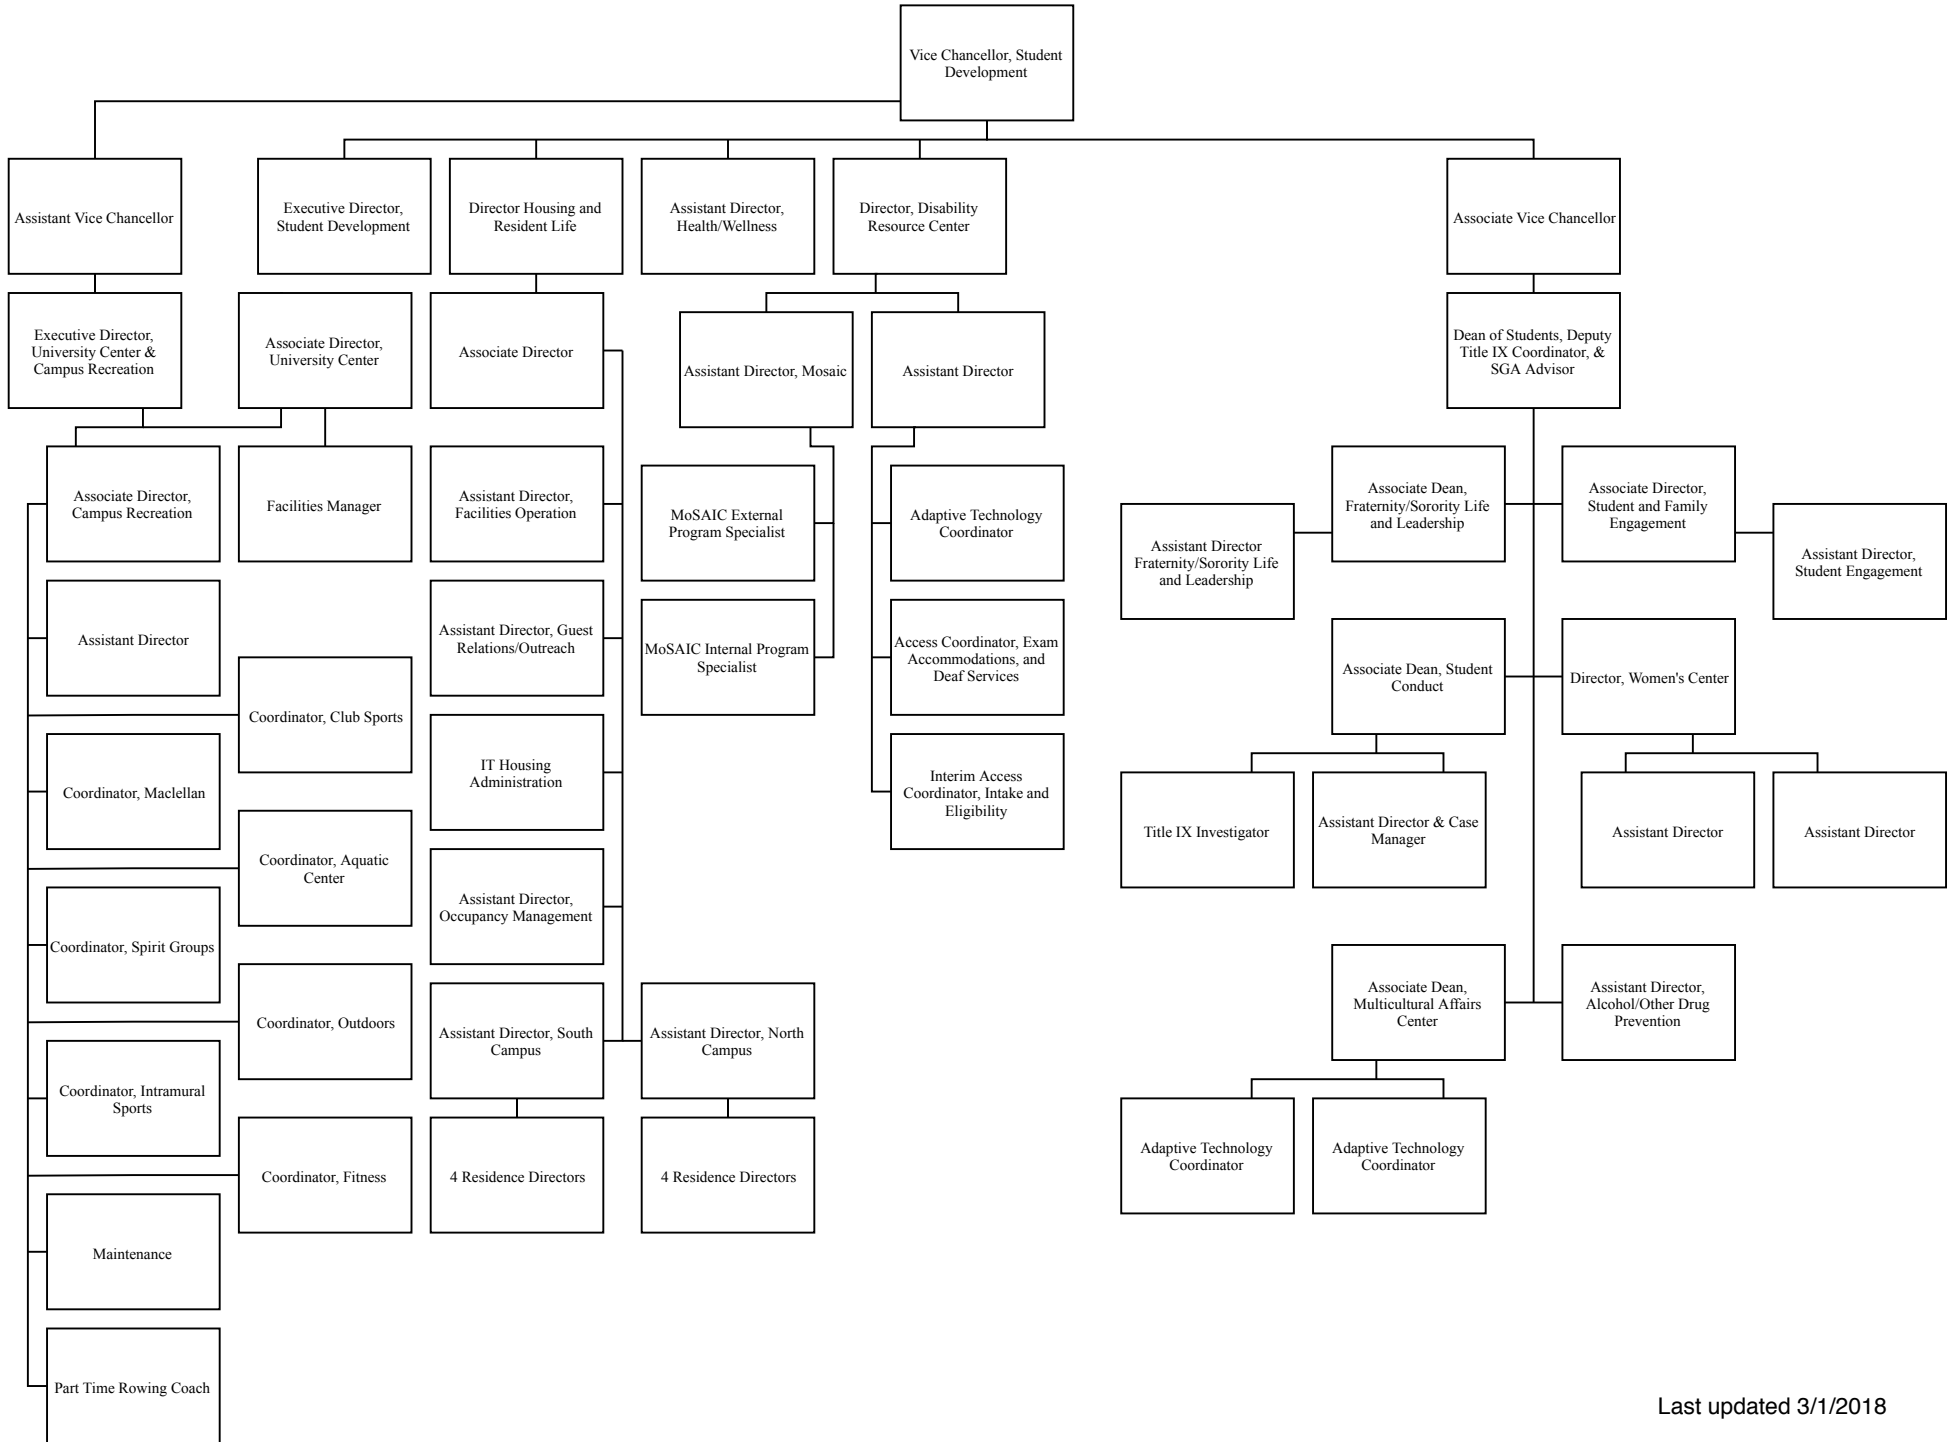 Vice Chancellor, Student
Development
Assistant Vice Chancellor
Executive Director,
Student Development
Director Housing and
Resident Life
Assistant Director,
Health/Wellness
Director, Disability
Resource Center
Associate Vice Chancellor
Executive Director,
University Center &
Campus Recreation
Associate Director,
University Center
Associate Director
Assistant Director, Mosaic
Assistant Director
Dean of Students, Deputy
Title IX Coordinator, &
SGA Advisor
Associate Director,
Campus Recreation
Facilities Manager
Assistant Director,
Facilities Operation
MoSAIC External
Program Specialist
Adaptive Technology
Coordinator
Assistant Director
Fraternity/Sorority Life
and Leadership
Associate Dean,
Fraternity/Sorority Life
and Leadership
Associate Director,
Student and Family
Engagement
Assistant Director,
Student Engagement
Assistant Director
Coordinator, Club Sports
Assistant Director, Guest
Relations/Outreach
MoSAIC Internal Program
Specialist
Access Coordinator, Exam
Accommodations, and
Deaf Services
Associate Dean, Student
Conduct
Director, Women's Center
Coordinator, Maclellan
IT Housing
Administration
Interim Access
Coordinator, Intake and
Eligibility
Title IX Investigator
Assistant Director & Case
Manager
Assistant Director
Assistant Director
Coordinator, Aquatic
Center
Assistant Director,
Occupancy Management
Coordinator, Spirit Groups
Coordinator, Outdoors
Assistant Director, South
Campus
Assistant Director, North
Campus
Associate Dean,
Multicultural Affairs
Center
Assistant Director,
Alcohol/Other Drug
Prevention
Coordinator, Intramural
Sports
Coordinator, Fitness
4 Residence Directors
4 Residence Directors
Adaptive Technology
Coordinator
Adaptive Technology
Coordinator
Maintenance
Part Time Rowing Coach
Last updated 3/1/2018